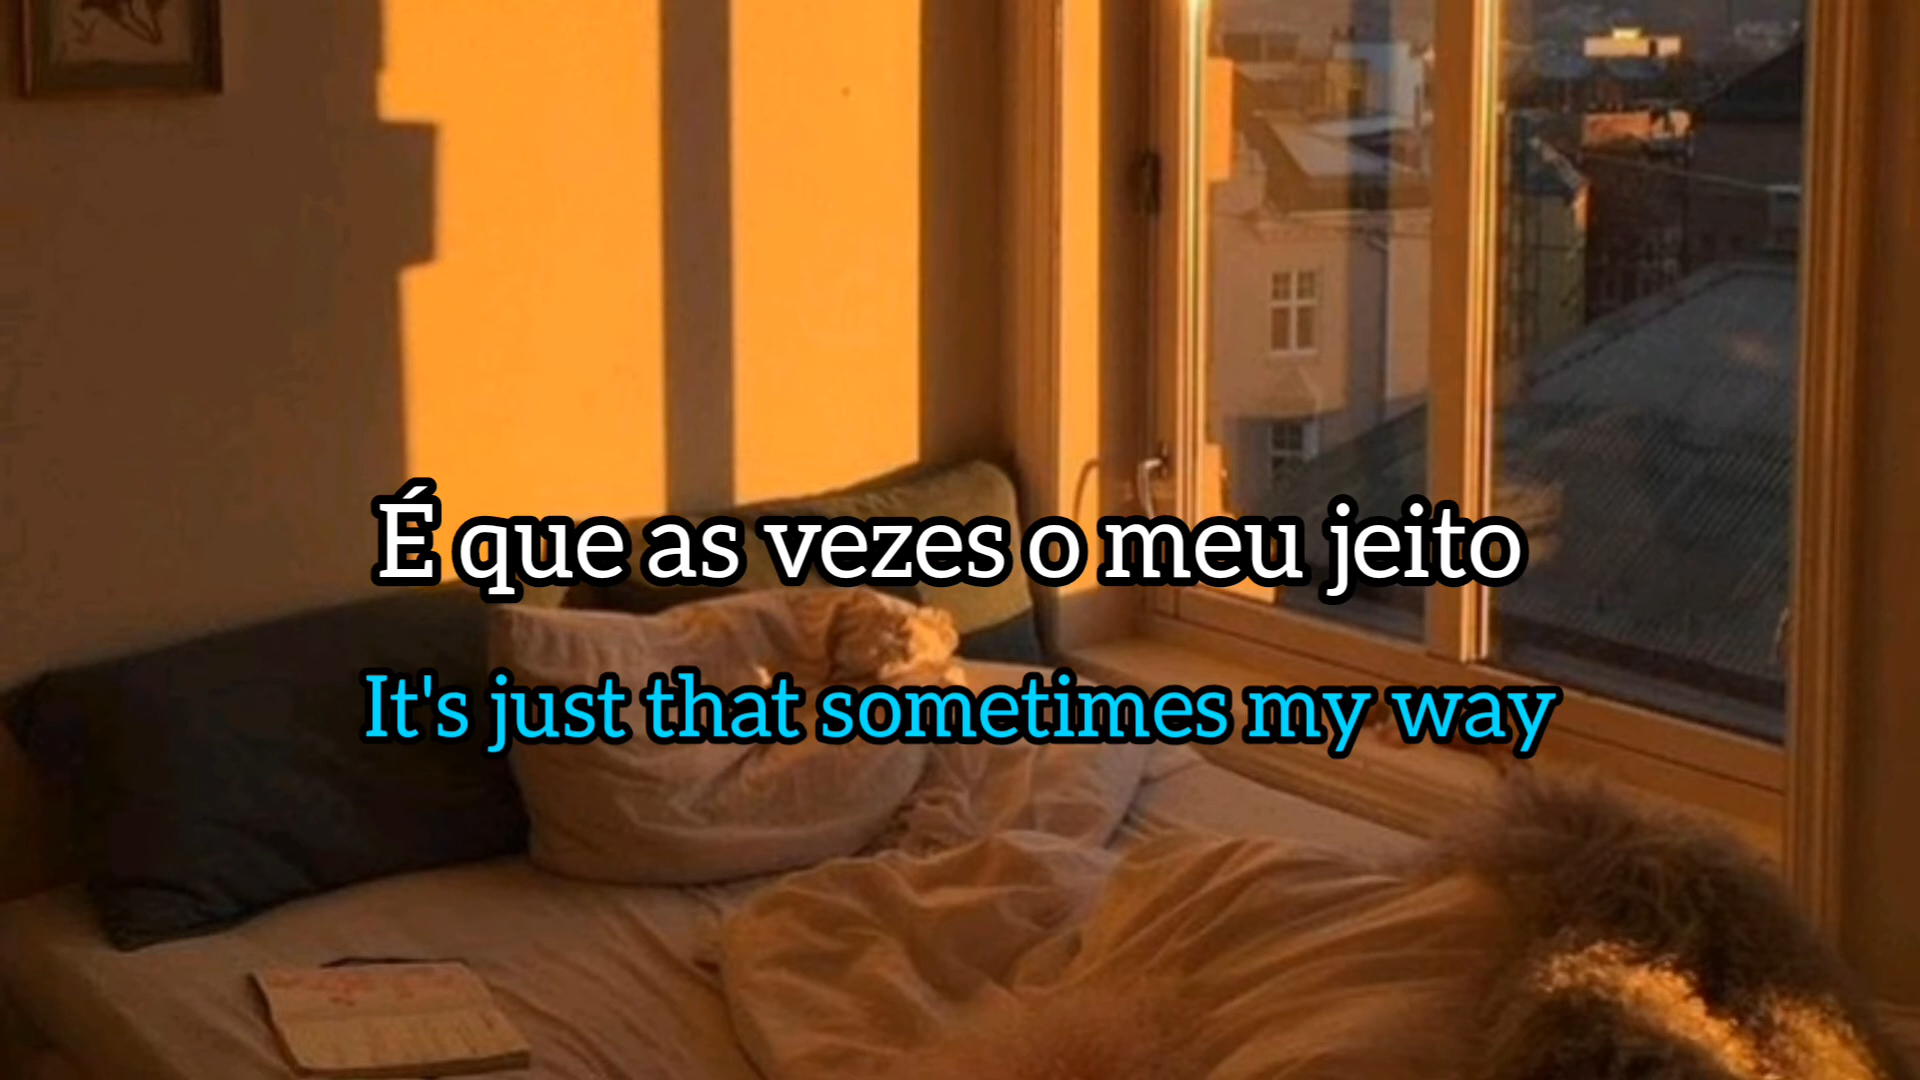 É que as vezes o meu jeito
It's just that sometimes my way